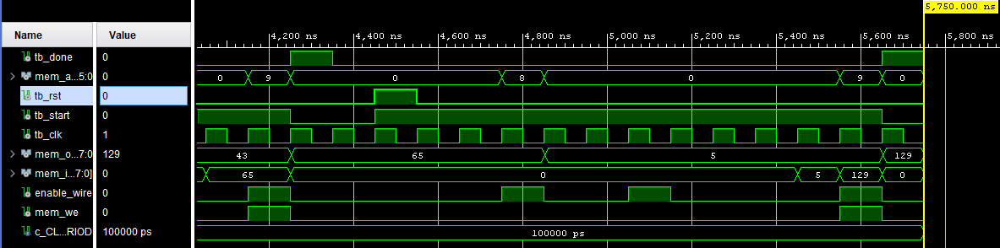 5,750.000 ns
Name Value
4,200 ns 4,400 ns 4,600 ns 4,800 ns 5,000 ns 5,200 ns 5,400 ns 5,600 ns 5,800 ns
tb_done 0
mem_a...5:0 0 0 9 0 8 0 9 0
tb_rst 0
tb_start 0
tb_clk 1
mem_o...7:0 129 43 65 5 129
mem_i...7:0] 0 65 0 5 129 0
enable_wire 0
mem_we 0
c_CL...RIOD 100000 ps 100000 ps